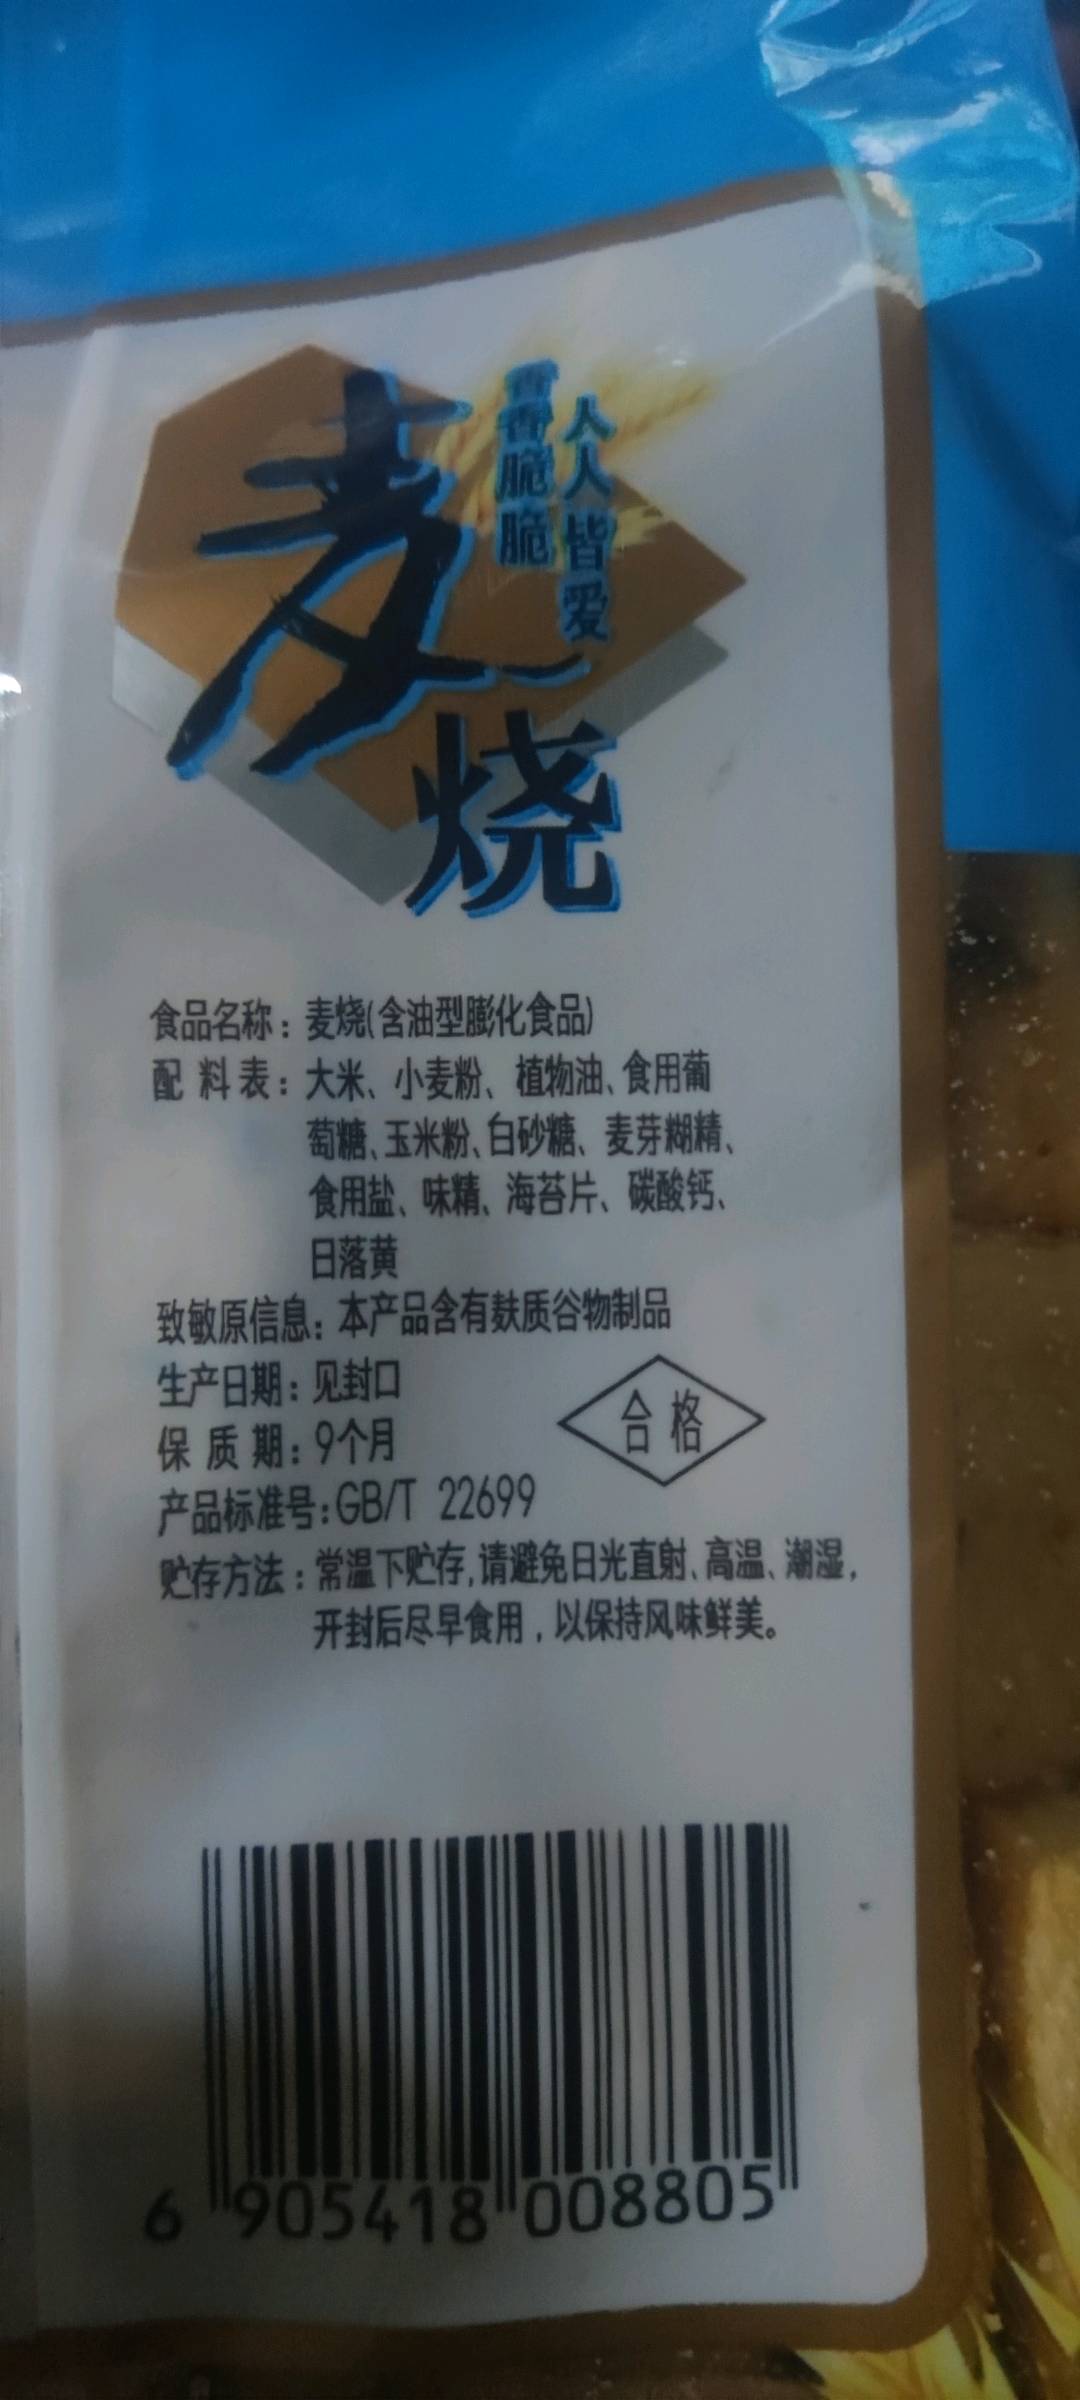 香香脆脆
人人皆爱
麦烧
食品名称：麦烧(含油型膨化食品)
配料表：大米、小麦粉、植物油、食用葡
萄糖、玉米粉、白砂糖、麦芽糊精、
食用盐、味精、海苔片、碳酸钙、
日落黄
致敏原信息：本产品含有麸质谷物制品
生产日期：见封口
合格
保质期：9个月
产品标准号:GB/T 22699
贮存方法：常温下贮存,请避免日光直射、高温、潮湿，
开封后尽早食用，以保持风味鲜美。
6 905418 008805